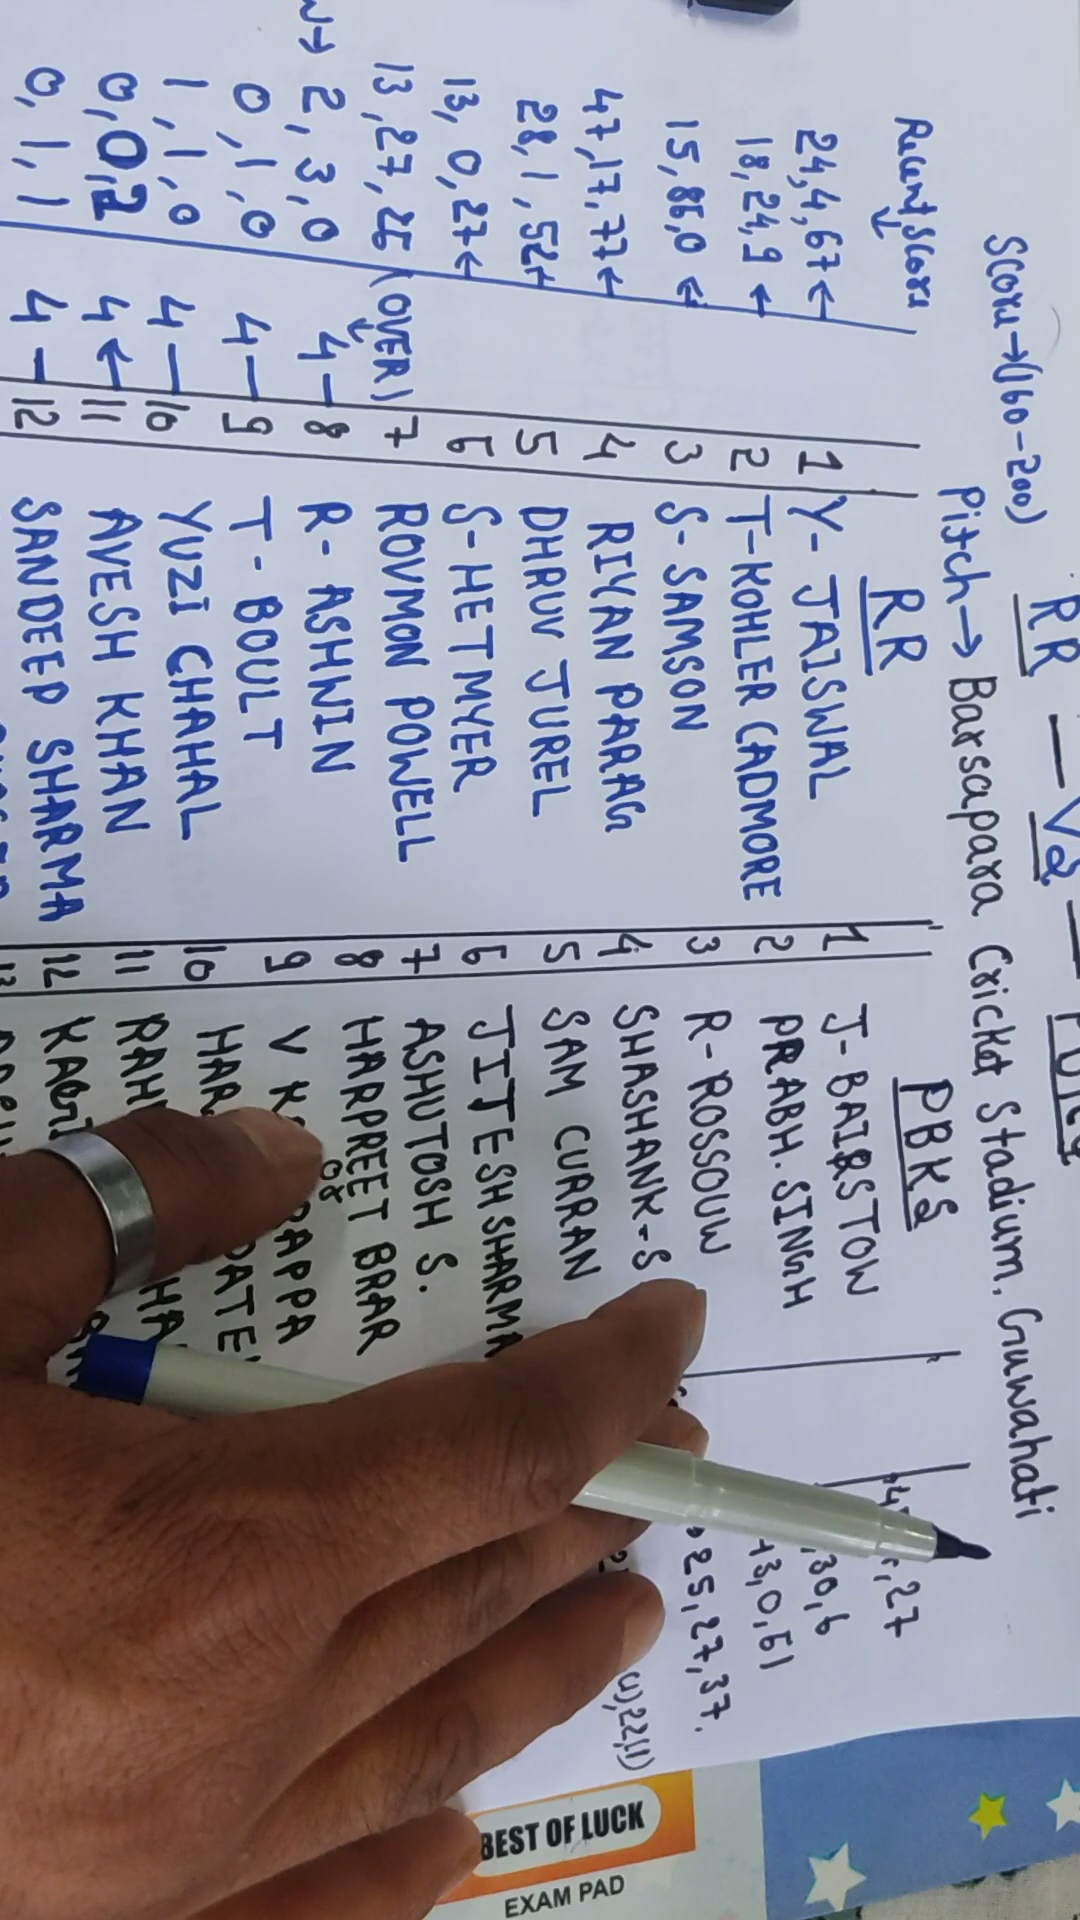 RR - VS -
Score→(160-200)
Pitch→ Barsapara Cricket Stadium, Guwahati
Recent Score
RR
PBKS
24,4,67←
1 Y-JAISWAL
1 J-BAIRSTOW
,27
18,24,9 ←
2 T-KOHLER CADMORE
2 PRABH.SINGH
,30,6
15,86,0 ←
3 S-SAMSON
3 R-ROSSOUW
13,0,61
47,17,77←
4 RIYAN PARAG
4 SHASHANK-S
25,27,37.
28,1,52←
5 DHRUV JUREL
5 SAM CURRAN
13,0,27←
6 S-HETMYER
6 JITESH SHARMA
13,27,26 (OVER)
7 ROVMON POWELL
7 ASHUTOSH S.
2,3,0
4-8 R-ASHWIN
8 HARPREET BRAR
or
0,1,0
4-9 T-BOULT
9 V
1,1,0
4-10 YUZI CHAHAL
10
0,0,2
4←11 AVESH KHAN
11
0,1,1
4-12 SANDEEP SHARMA
12
BEST OF LUCK
EXAM PAD